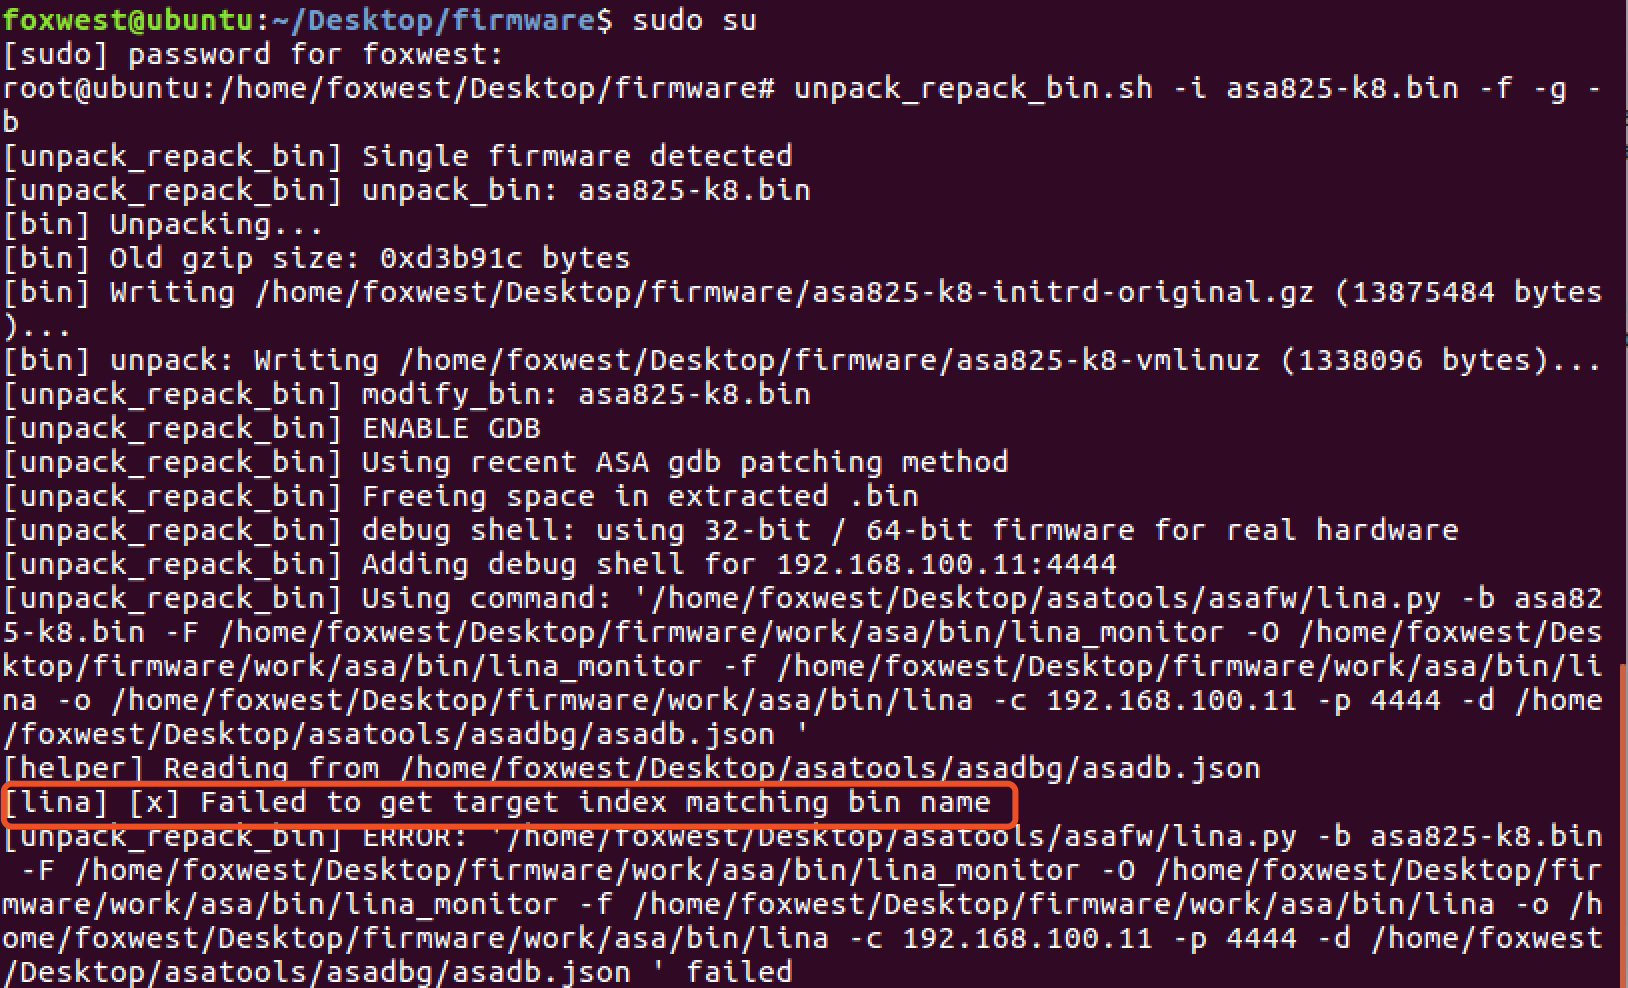 foxwest@ubuntu:~/Desktop/firmware$ sudo su
[sudo] password for foxwest:
root@ubuntu:/home/foxwest/Desktop/firmware# unpack_repack_bin.sh -i asa825-k8.bin -f -g -
b
[unpack_repack_bin] Single firmware detected
[unpack_repack_bin] unpack_bin: asa825-k8.bin
[bin] Unpacking...
[bin] Old gzip size: 0xd3b91c bytes
[bin] Writing /home/foxwest/Desktop/firmware/asa825-k8-initrd-original.gz (13875484 bytes
)...
[bin] unpack: Writing /home/foxwest/Desktop/firmware/asa825-k8-vmlinuz (1338096 bytes)...
[unpack_repack_bin] modify_bin: asa825-k8.bin
[unpack_repack_bin] ENABLE GDB
[unpack_repack_bin] Using recent ASA gdb patching method
[unpack_repack_bin] Freeing space in extracted .bin
[unpack_repack_bin] debug shell: using 32-bit / 64-bit firmware for real hardware
[unpack_repack_bin] Adding debug shell for 192.168.100.11:4444
[unpack_repack_bin] Using command: '/home/foxwest/Desktop/asatools/asafw/lina.py -b asa82
5-k8.bin -F /home/foxwest/Desktop/firmware/work/asa/bin/lina_monitor -O /home/foxwest/Des
ktop/firmware/work/asa/bin/lina_monitor -f /home/foxwest/Desktop/firmware/work/asa/bin/li
na -o /home/foxwest/Desktop/firmware/work/asa/bin/lina -c 192.168.100.11 -p 4444 -d /home
/foxwest/Desktop/asatools/asadbg/asadb.json '
[helper] Reading from /home/foxwest/Desktop/asatools/asadbg/asadb.json
[lina] [x] Failed to get target index matching bin name
[unpack_repack_bin] ERROR: '/home/foxwest/Desktop/asatools/asafw/lina.py -b asa825-k8.bin
 -F /home/foxwest/Desktop/firmware/work/asa/bin/lina_monitor -O /home/foxwest/Desktop/fir
mware/work/asa/bin/lina_monitor -f /home/foxwest/Desktop/firmware/work/asa/bin/lina -o /h
ome/foxwest/Desktop/firmware/work/asa/bin/lina -c 192.168.100.11 -p 4444 -d /home/foxwest
/Desktop/asatools/asadbg/asadb.json ' failed